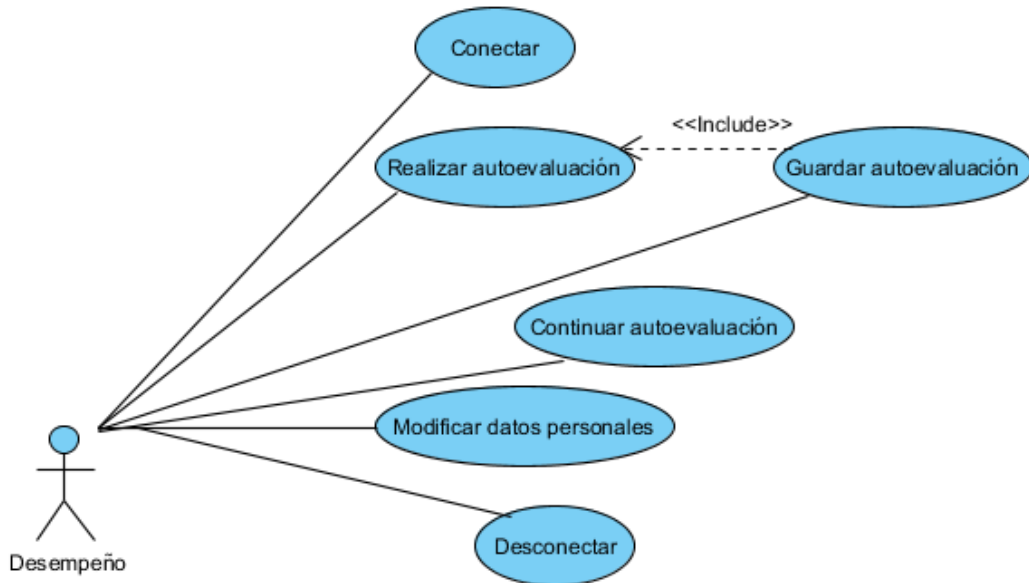 Conectar
<<Include>>
Realizar autoevaluación
Guardar autoevaluación
Continuar autoevaluación
Modificar datos personales
Desconectar
Desempeño